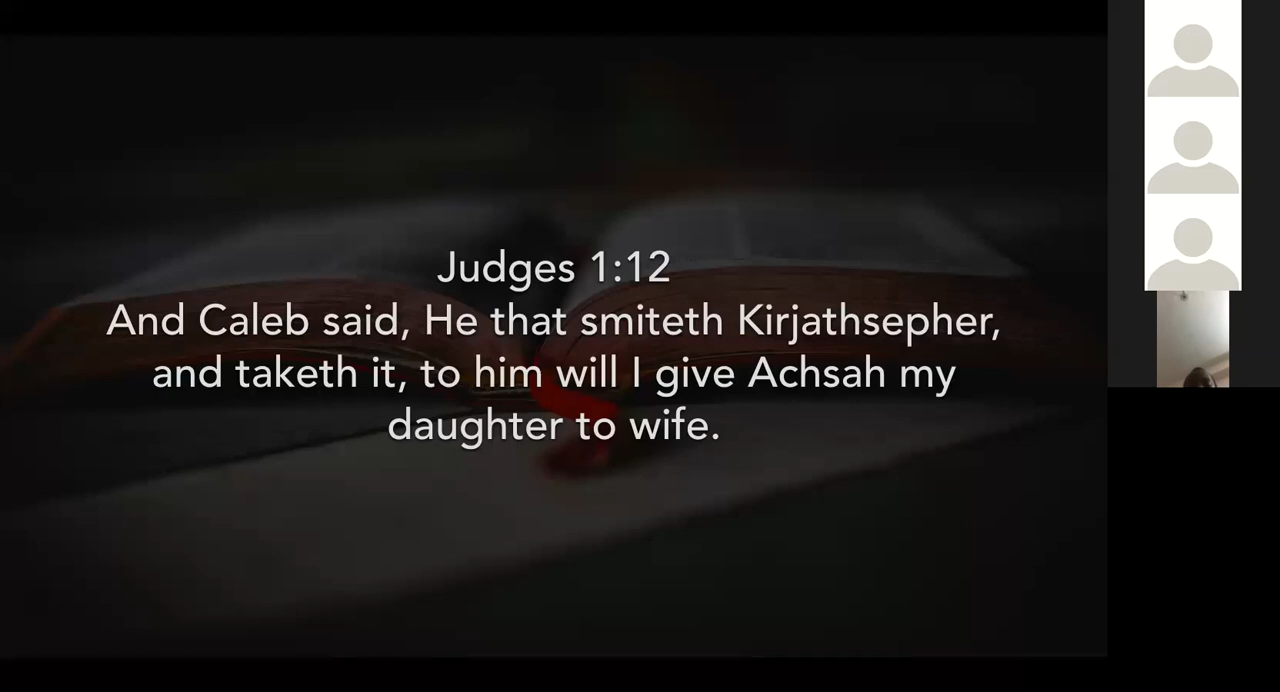 Judges 1:12
And Caleb said, He that smiteth Kirjathsepher,
and taketh it, to him will I give Achsah my
daughter to wife.